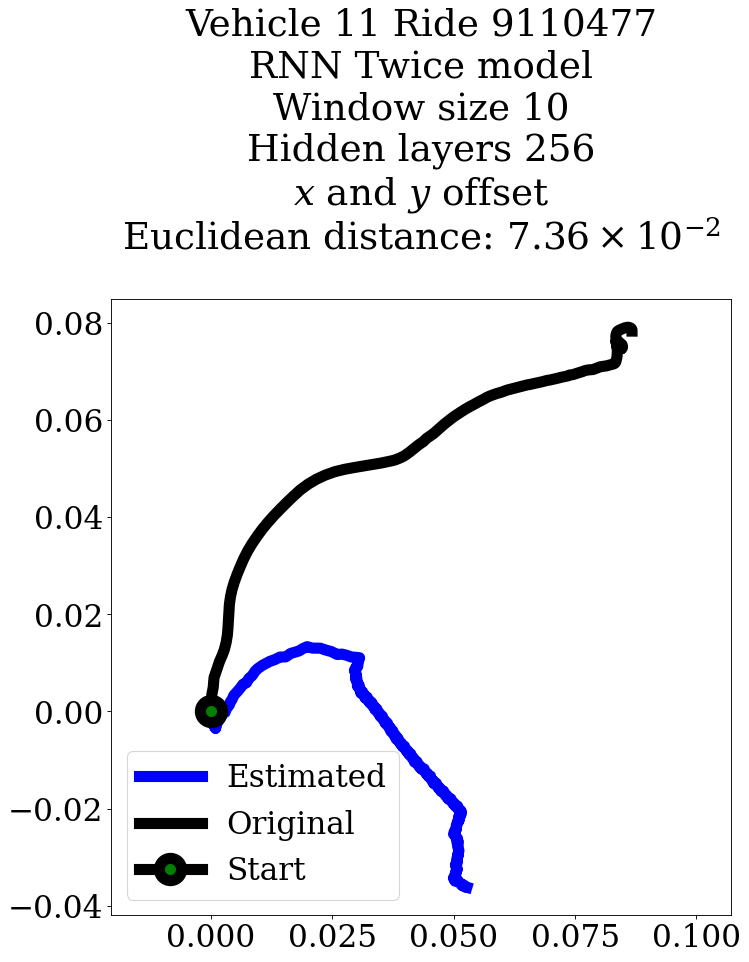 Vehicle 11 Ride 9110477
RNN Twice model
Window size 10
Hidden layers 256
x and y offset
Euclidean distance: 7.36 × 10⁻²
0.08
0.06
0.04
0.02
0.00
−0.02
−0.04
Estimated
Original
Start
0.000 0.025 0.050 0.075 0.100